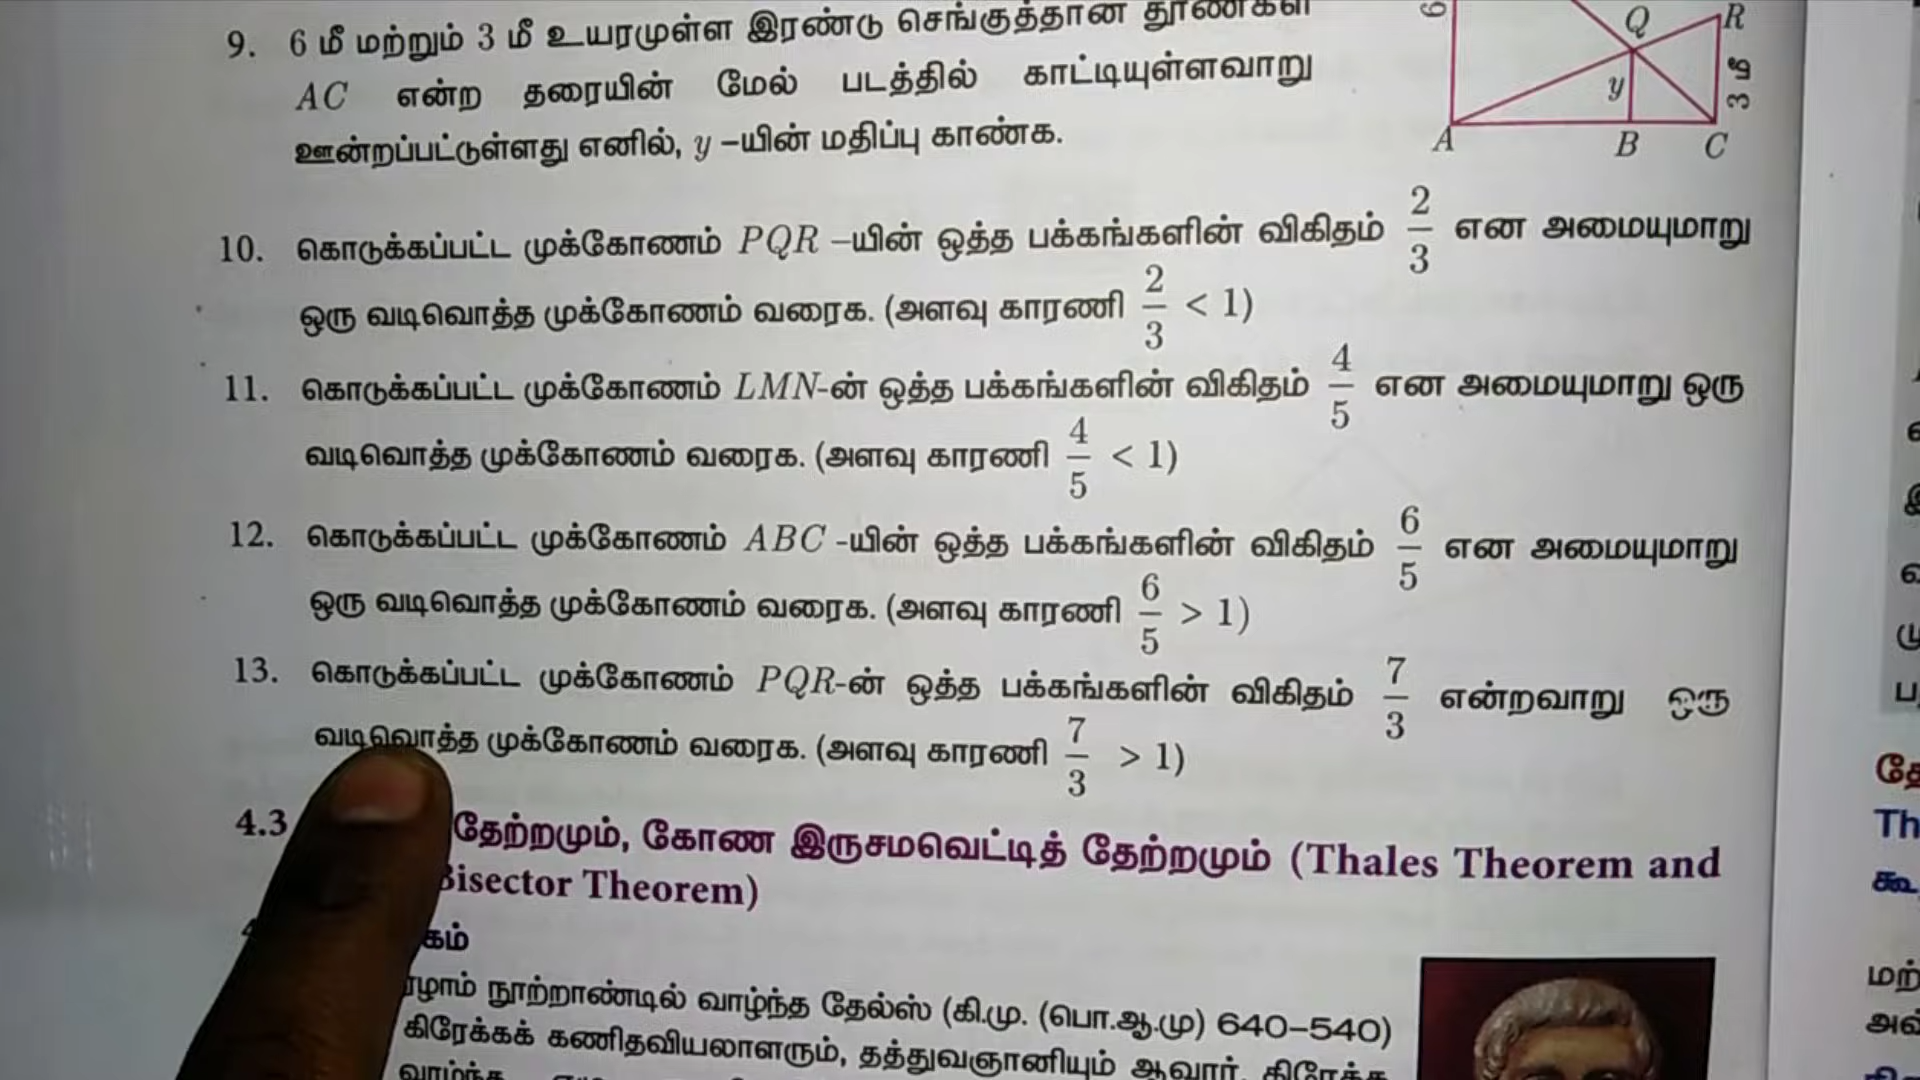 9. 6 மீ மற்றும் 3 மீ உயரமுள்ள இரண்டு செங்குத்தான தூண்கள்
AC என்ற தரையின் மேல் படத்தில் காட்டியுள்ளவாறு
ஊன்றப்பட்டுள்ளது எனில், y –யின் மதிப்பு காண்க.
6
Q
R
y
3 மீ
A
B
C
10. கொடுக்கப்பட்ட முக்கோணம் PQR –யின் ஒத்த பக்கங்களின் விகிதம் 2/3 என அமையுமாறு
ஒரு வடிவொத்த முக்கோணம் வரைக. (அளவு காரணி 2/3 < 1)
11. கொடுக்கப்பட்ட முக்கோணம் LMN-ன் ஒத்த பக்கங்களின் விகிதம் 4/5 என அமையுமாறு ஒரு
வடிவொத்த முக்கோணம் வரைக. (அளவு காரணி 4/5 < 1)
12. கொடுக்கப்பட்ட முக்கோணம் ABC -யின் ஒத்த பக்கங்களின் விகிதம் 6/5 என அமையுமாறு
ஒரு வடிவொத்த முக்கோணம் வரைக. (அளவு காரணி 6/5 > 1)
13. கொடுக்கப்பட்ட முக்கோணம் PQR-ன் ஒத்த பக்கங்களின் விகிதம் 7/3 என்றவாறு ஒரு
வடிவொத்த முக்கோணம் வரைக. (அளவு காரணி 7/3 > 1)
4.3 தேற்றமும், கோண இருசமவெட்டித் தேற்றமும் (Thales Theorem and
Bisector Theorem)
நூற்றாண்டில் வாழ்ந்த தேல்ஸ் (கி.மு. (பொ.ஆ.மு) 640–540)
கிரேக்கக் கணிதவியலாளரும், தத்துவஞானியும் ஆவார். கிரேக்க
வாழ்ந்த
Th